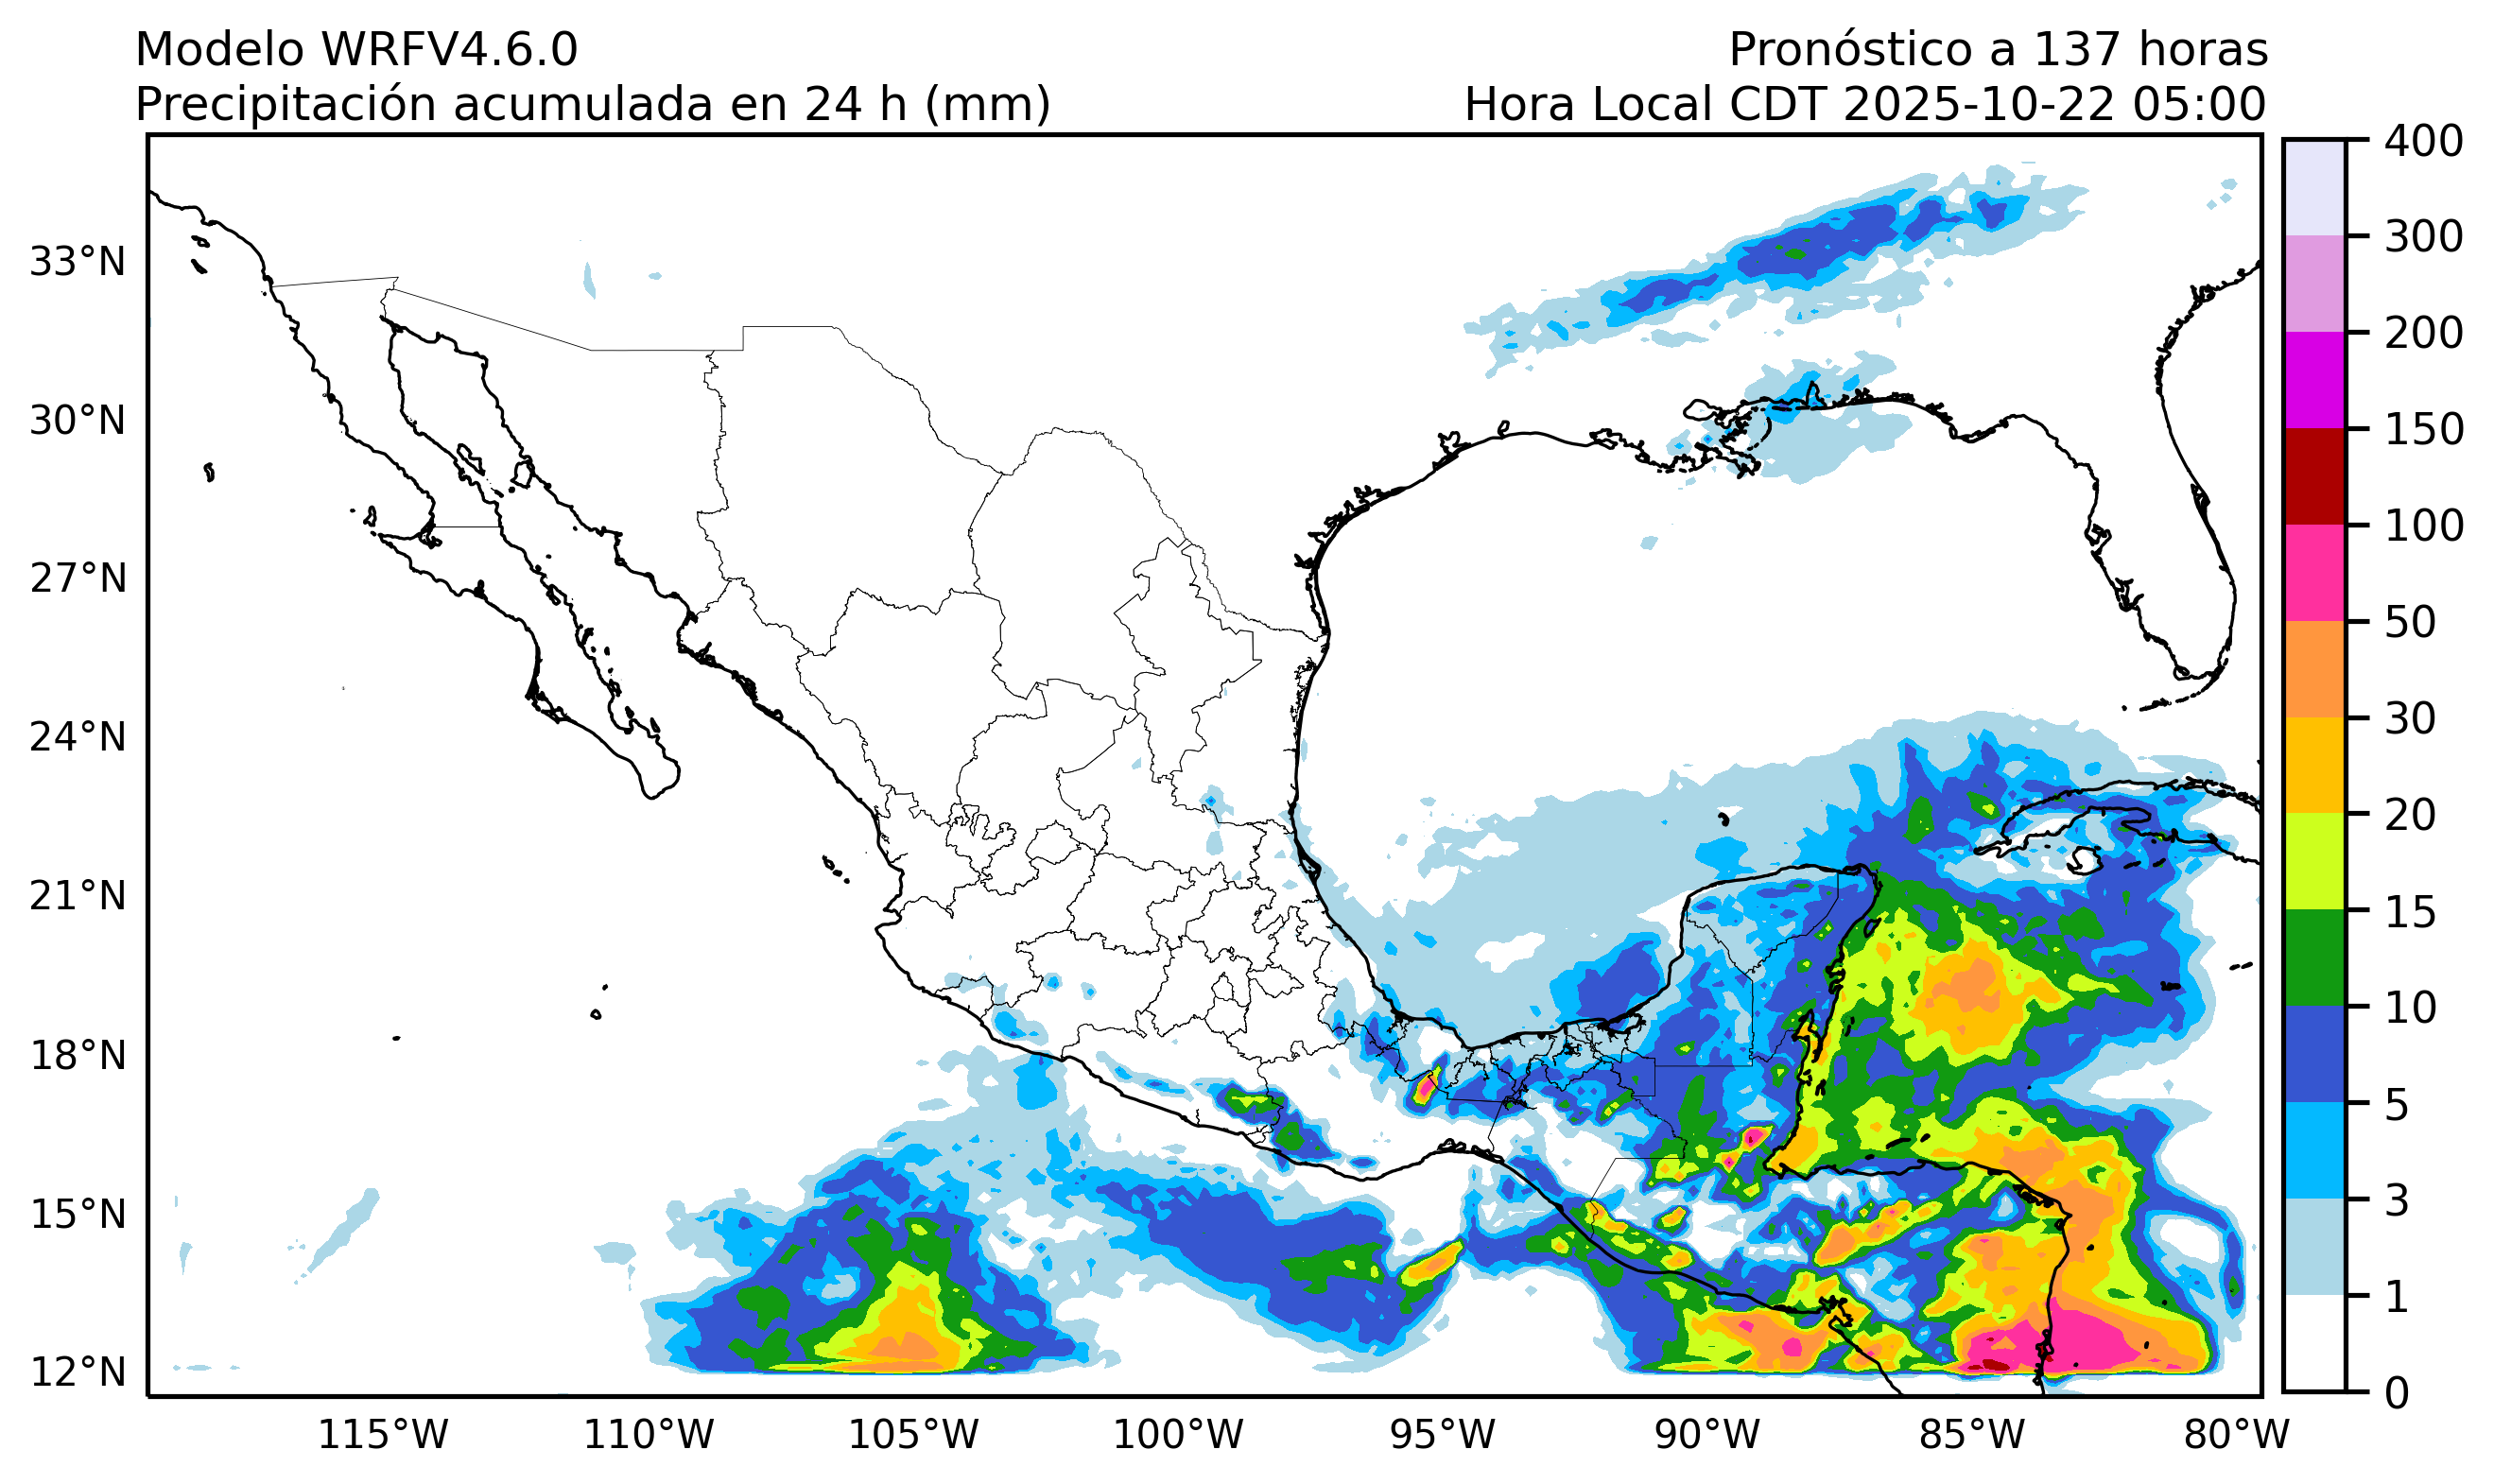 Modelo WRFV4.6.0
Pronóstico a 137 horas
Precipitación acumulada en 24 h (mm)
Hora Local CDT 2025-10-22 05:00
33°N
30°N
27°N
24°N
21°N
18°N
15°N
12°N
115°W
110°W
105°W
100°W
95°W
90°W
85°W
80°W
400
300
200
150
100
50
30
20
15
10
5
3
1
0